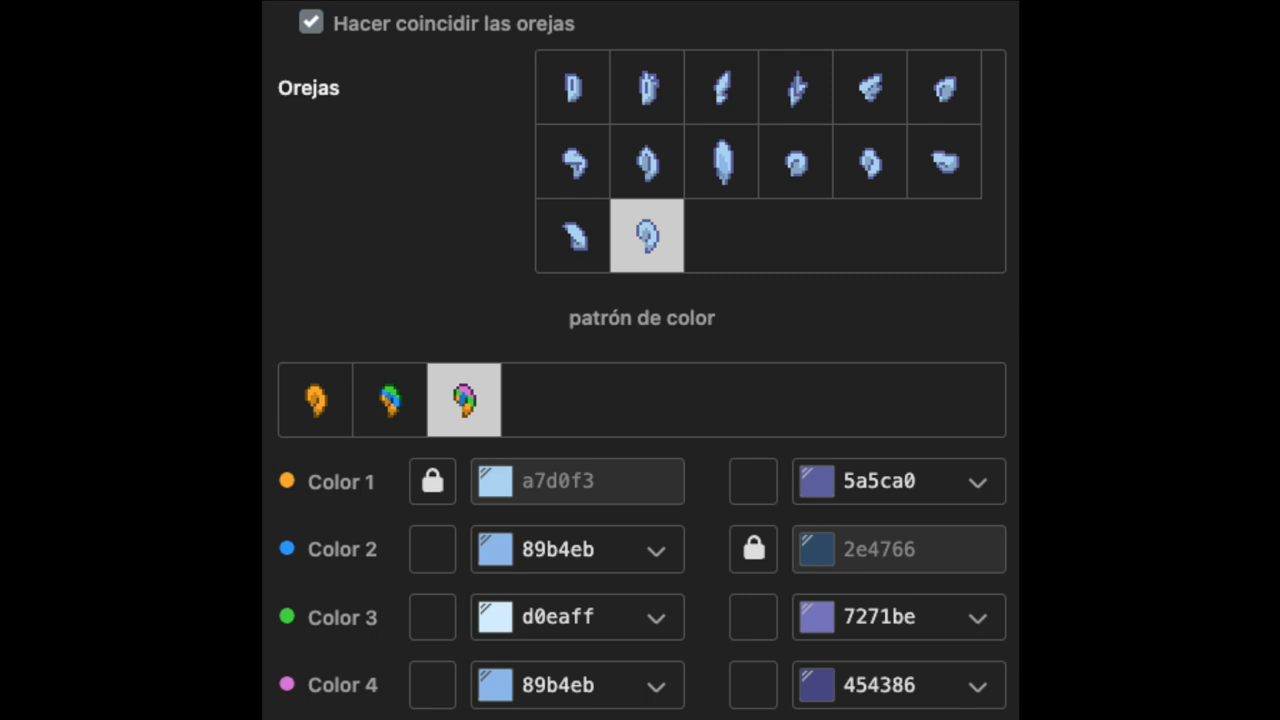 Hacer coincidir las orejas
Orejas
patrón de color
Color 1 a7d0f3 5a5ca0
Color 2 89b4eb 2e4766
Color 3 d0eaff 7271be
Color 4 89b4eb 454386